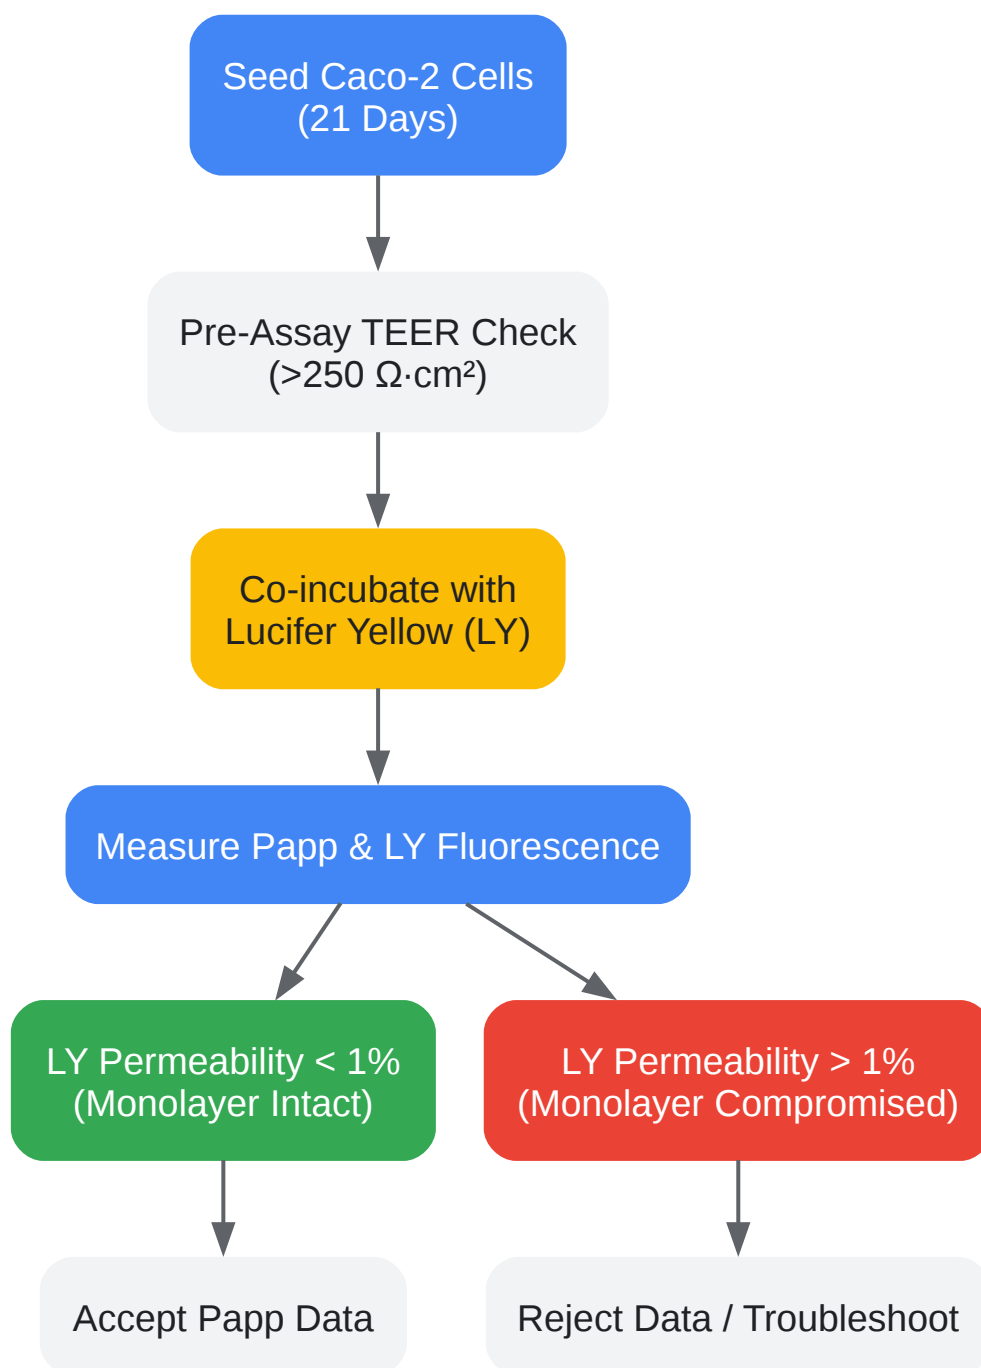 Seed Caco-2 Cells
(21 Days)
Pre-Assay TEER Check
(>250 Ω·cm²)
Co-incubate with
Lucifer Yellow (LY)
Measure Papp & LY Fluorescence
LY Permeability < 1%
(Monolayer Intact)
LY Permeability > 1%
(Monolayer Compromised)
Accept Papp Data
Reject Data / Troubleshoot